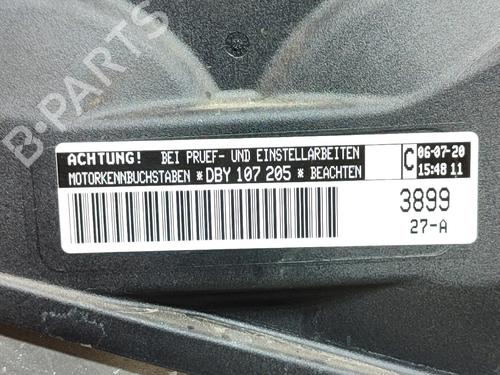 ACHTUNG! BEI PRUEF- UND EINSTELLARBEITEN
MOTORKENNBUCHSTABEN *DBY 107 205* BEACHTEN
C
06-07-20
15:48 11
3899
27-A
B-PARTS